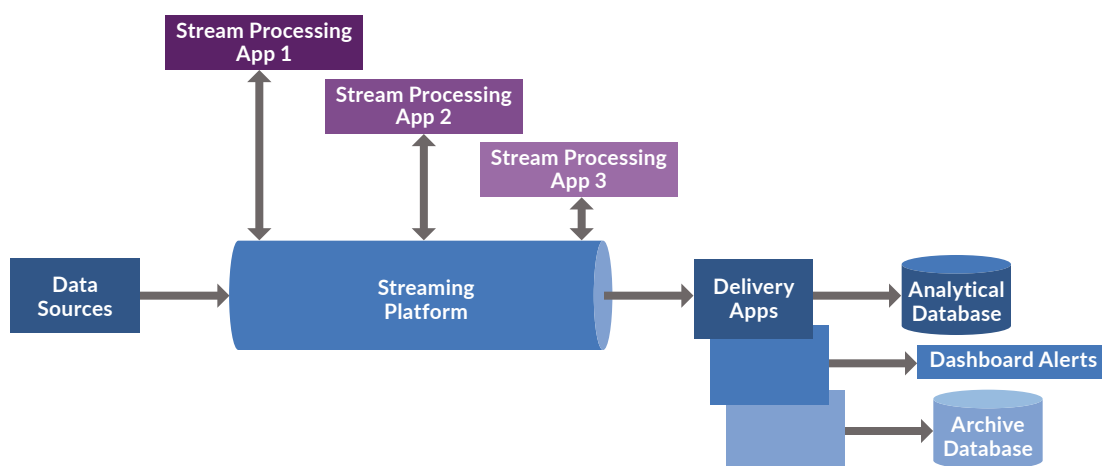 Stream Processing
App 1
Stream Processing
App 2
Stream Processing
App 3
Data
Sources
Streaming
Platform
Delivery
Apps
Analytical
Database
Dashboard Alerts
Archive
Database